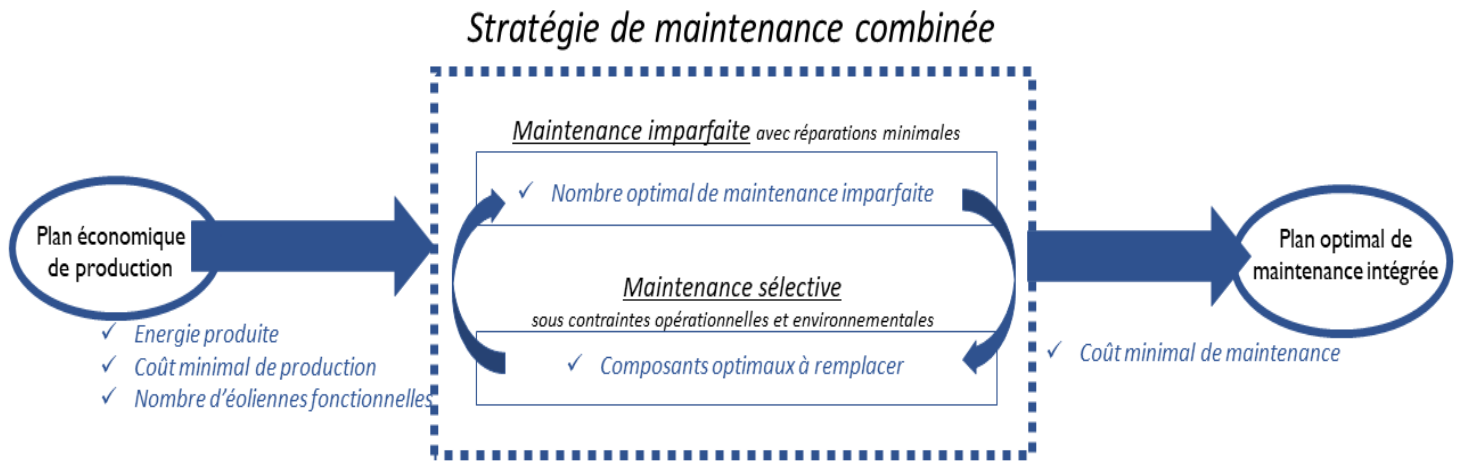 Stratégie de maintenance combinée
Maintenance imparfaite avec réparations minimales
✓ Nombre optimal de maintenance imparfaite
Plan économique
de production
Maintenance sélective
sous contraintes opérationnelles et environnementales
✓ Composants optimaux à remplacer
✓ Energie produite
✓ Coût minimal de production
✓ Nombre d'éoliennes fonctionnelles
Plan optimal de
maintenance intégrée
✓ Coût minimal de maintenance